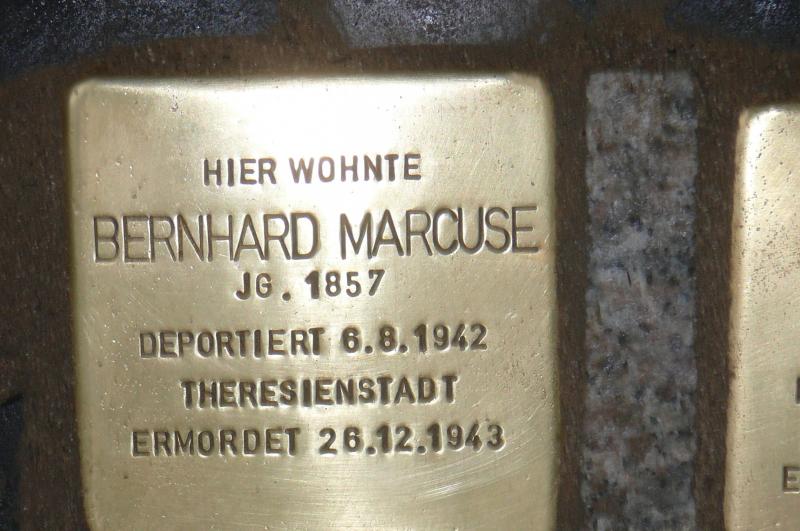 HIER WOHNTE
BERNHARD MARCUSE
JG. 1857
DEPORTIERT 6.8.1942
THERESIENSTADT
ERMORDET 26.12.1943